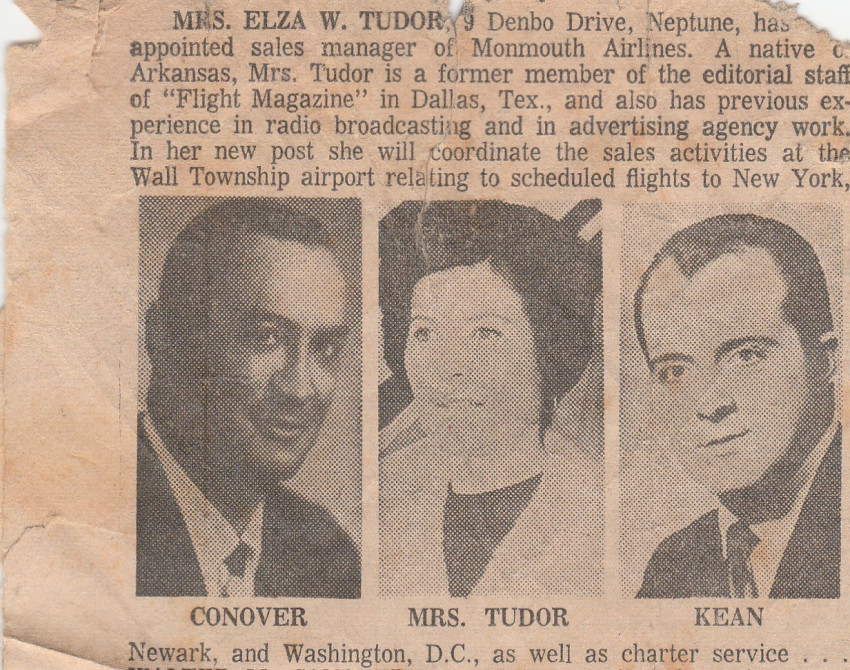 MRS. ELZA W. TUDOR, 9 Denbo Drive, Neptune, has
appointed sales manager of Monmouth Airlines. A native
Arkansas, Mrs. Tudor is a former member of the editorial staff
of "Flight Magazine" in Dallas, Tex., and also has previous ex-
perience in radio broadcasting and in advertising agency work.
In her new post she will coordinate the sales activities at the
Wall Township airport relating to scheduled flights to New York,
CONOVER
MRS. TUDOR
KEAN
Newark, and Washington, D.C., as well as charter service . . .